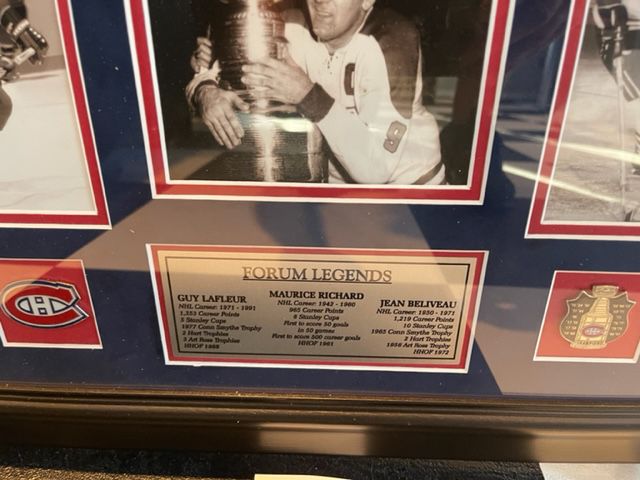 9
FORUM LEGENDS
GUY LAFLEUR
NHL Career: 1971 - 1991
1,353 Career Points
5 Stanley Cups
1977 Conn Smythe Trophy
2 Hart Trophies
3 Art Ross Trophies
HHOF 1988
MAURICE RICHARD
NHL Career: 1942 - 1960
965 Career Points
8 Stanley Cups
First to score 50 goals
in 50 games
First to score 500 career goals
HHOF 1961
JEAN BELIVEAU
NHL Career: 1950 - 1971
1,219 Career Points
10 Stanley Cups
1965 Conn Smythe Trophy
2 Hart Trophies
1956 Art Ross Trophy
HHOF 1972